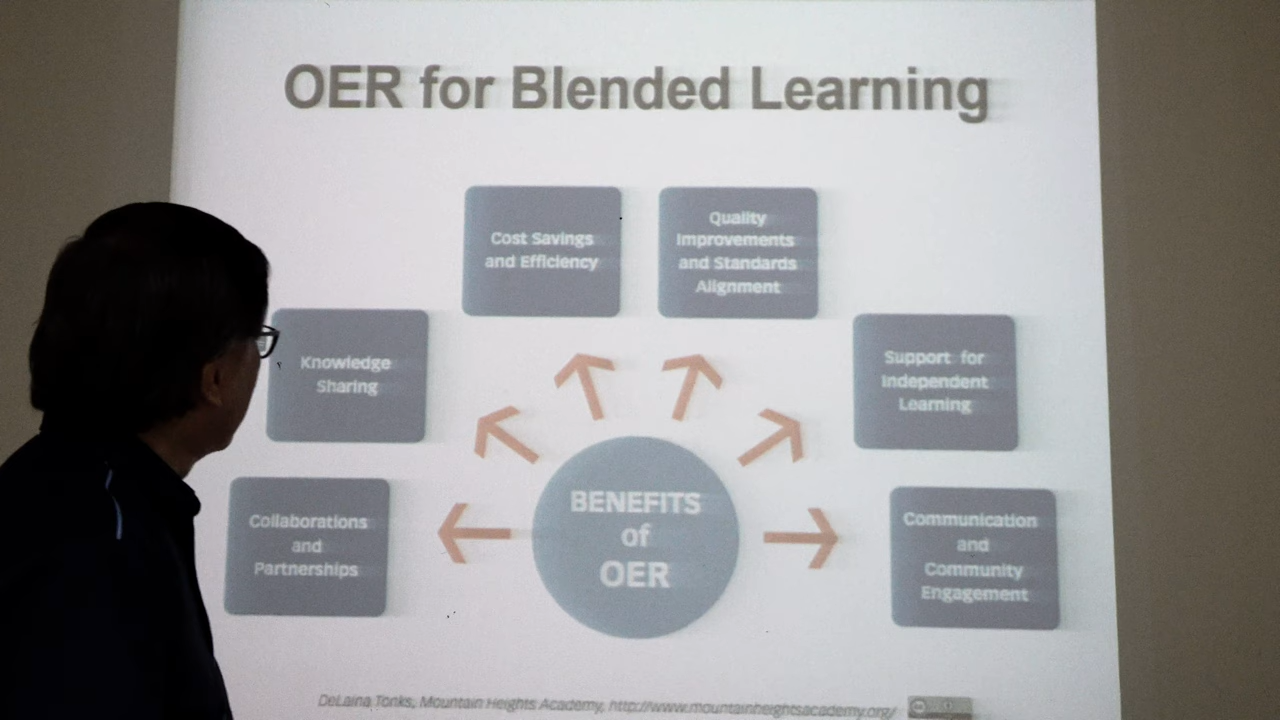 OER for Blended Learning
Cost Savings
and Efficiency
Quality
Improvements
and Standards
Alignment
Knowledge
Sharing
Support for
Independent
Learning
Collaborations
and
Partnerships
BENEFITS
of
OER
Communication
and
Community
Engagement
DeLaina Tonks, Mountain Heights Academy, http://www.mountainheightsacademy.org/